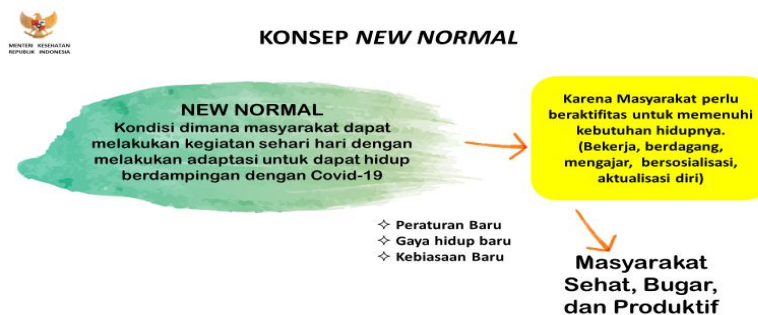 MENTERI KESEHATAN
REPUBLIK INDONESIA
KONSEP NEW NORMAL
NEW NORMAL
Kondisi dimana masyarakat dapat
melakukan kegiatan sehari hari dengan
melakukan adaptasi untuk dapat hidup
berdampingan dengan Covid-19
Karena Masyarakat perlu
beraktifitas untuk memenuhi
kebutuhan hidupnya.
(Bekerja, berdagang,
mengajar, bersosialisasi,
aktualisasi diri)
✧ Peraturan Baru
✧ Gaya hidup baru
✧ Kebiasaan Baru
Masyarakat
Sehat, Bugar,
dan Produktif